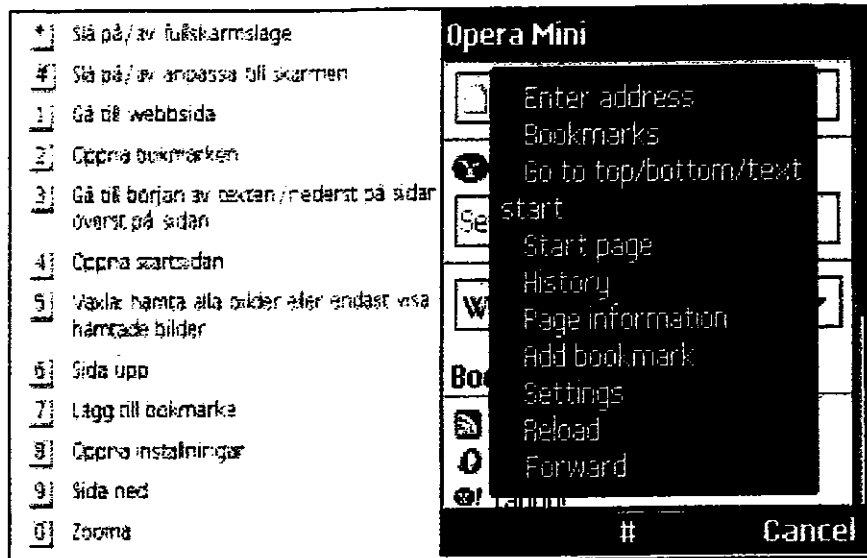 * Slå på/av fullskärmsläge
# Slå på/av anpassa till skärmen
1 Gå till webbsida
2 Öppna bokmärken
3 Gå till början av texten/nederst på sidan/
överst på sidan
4 Öppna startsidan
5 Växla: hämta alla bilder eller endast visa
hämtade bilder
6 Sida upp
7 Lägg till bokmärke
8 Öppna inställningar
9 Sida ned
0 Zooma
Opera Mini
Enter address
Bookmarks
Go to top/bottom/text
start
Se
Start page
History
W
Page information
Add bookmark
Boo
Settings
Reload
Forward
# Cancel